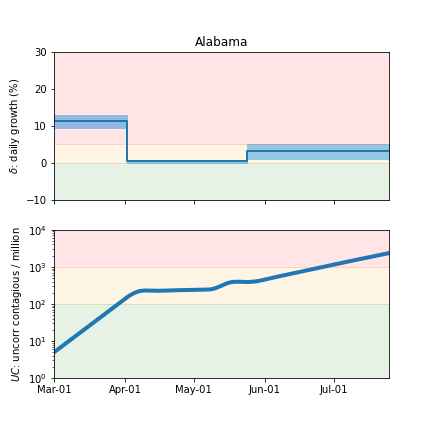 Alabama
30
20
10
0
−10
δ: daily growth (%)
10⁴
10³
10²
10¹
10⁰
UC: uncorr contagious / million
Mar-01 Apr-01 May-01 Jun-01 Jul-01